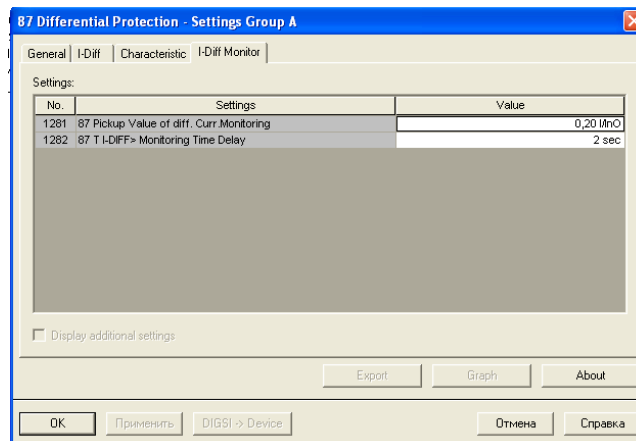 87 Differential Protection - Settings Group A
General I-Diff Characteristic I-Diff Monitor
Settings:
No. Settings Value
1281 87 Pickup Value of diff. Curr.Monitoring 0,20 I/InO
1282 87 T I-DIFF> Monitoring Time Delay 2 sec
Display additional settings
Export Graph About
OK Применить DIGSI -> Device Отмена Справка